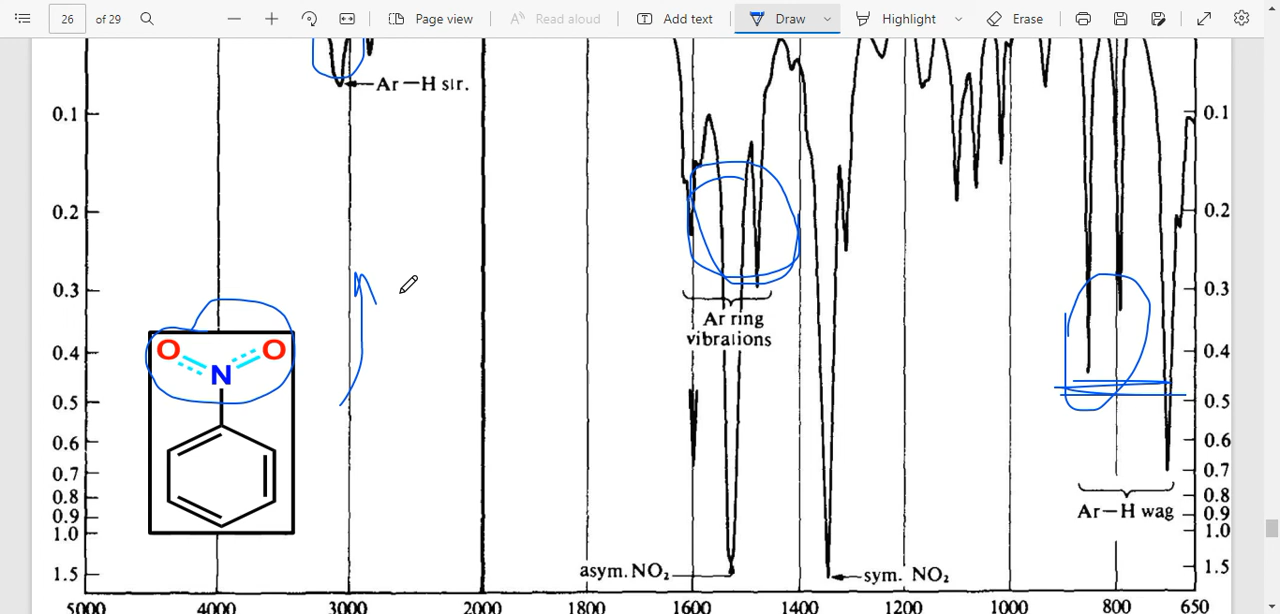 26 of 29 Page view Read aloud Add text Draw Highlight Erase
Ar—H str.
0.1 0.1
0.2 0.2
0.3 0.3
Ar ring
vibrations
0.4 0.4
O O
N
0.5 0.5
0.6 0.6
0.7 0.7
0.8 0.8
0.9 0.9
Ar—H wag
1.0 1.0
1.5 1.5
asym. NO₂ sym. NO₂
5000 4000 3000 2000 1800 1600 1400 1200 1000 800 650